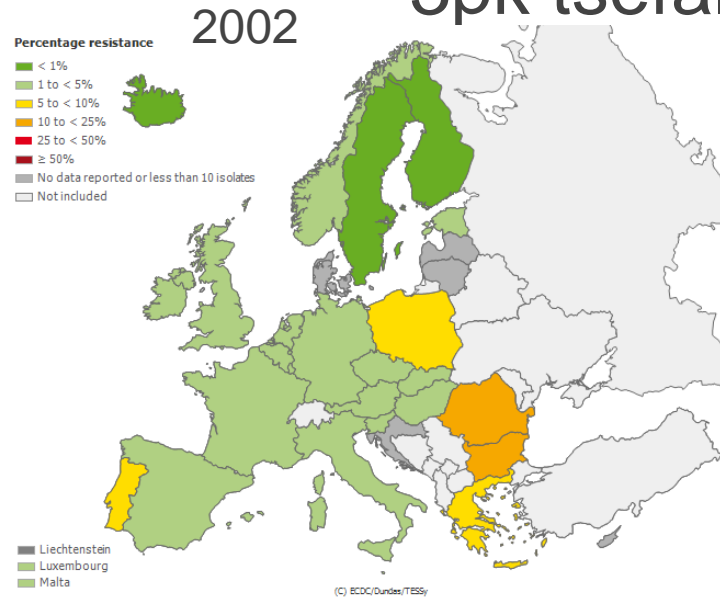 2002
Percentage resistance
< 1%
1 to < 5%
5 to < 10%
10 to < 25%
25 to < 50%
≥ 50%
No data reported or less than 10 isolates
Not included
Liechtenstein
Luxembourg
Malta
(C) ECDC/Dundas/TESSy